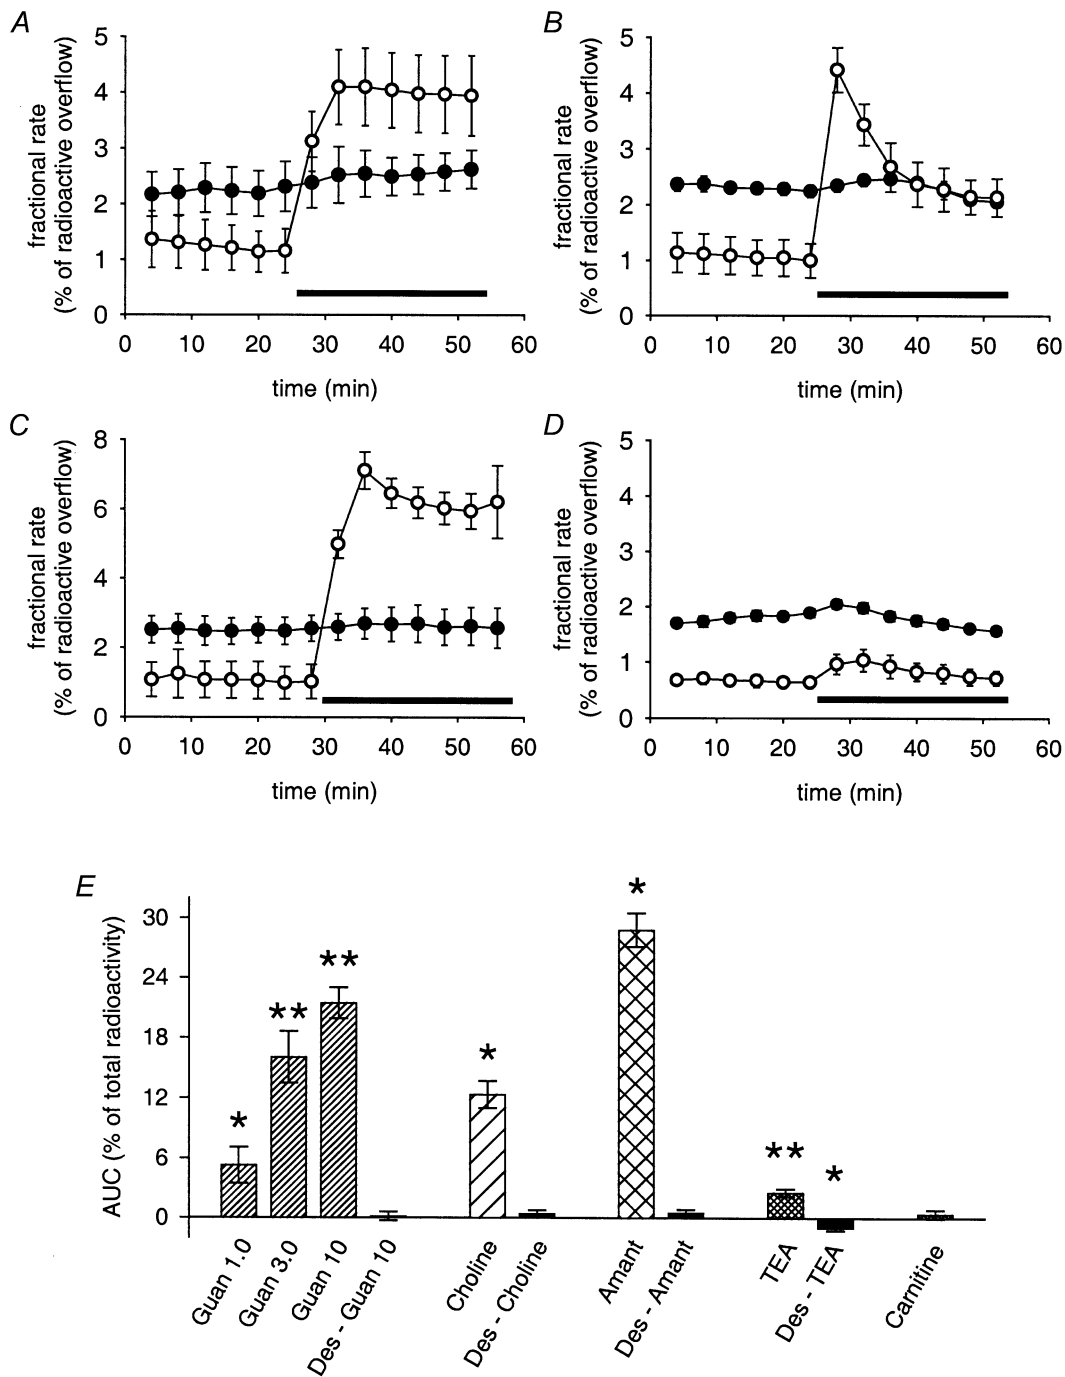 A
B
fractional rate
(% of radioactive overflow)
5
4
3
2
1
0
0 10 20 30 40 50 60
time (min)
fractional rate
(% of radioactive overflow)
5
4
3
2
1
0
0 10 20 30 40 50 60
time (min)
C
D
fractional rate
(% of radioactive overflow)
8
6
4
2
0
0 10 20 30 40 50 60
time (min)
fractional rate
(% of radioactive overflow)
5
4
3
2
1
0
0 10 20 30 40 50 60
time (min)
E
AUC (% of total radioactivity)
30
24
18
12
6
0
*
**
**
*
*
**
*
Guan 1.0
Guan 3.0
Guan 10
Des - Guan 10
Choline
Des - Choline
Amant
Des - Amant
TEA
Des - TEA
Carnitine